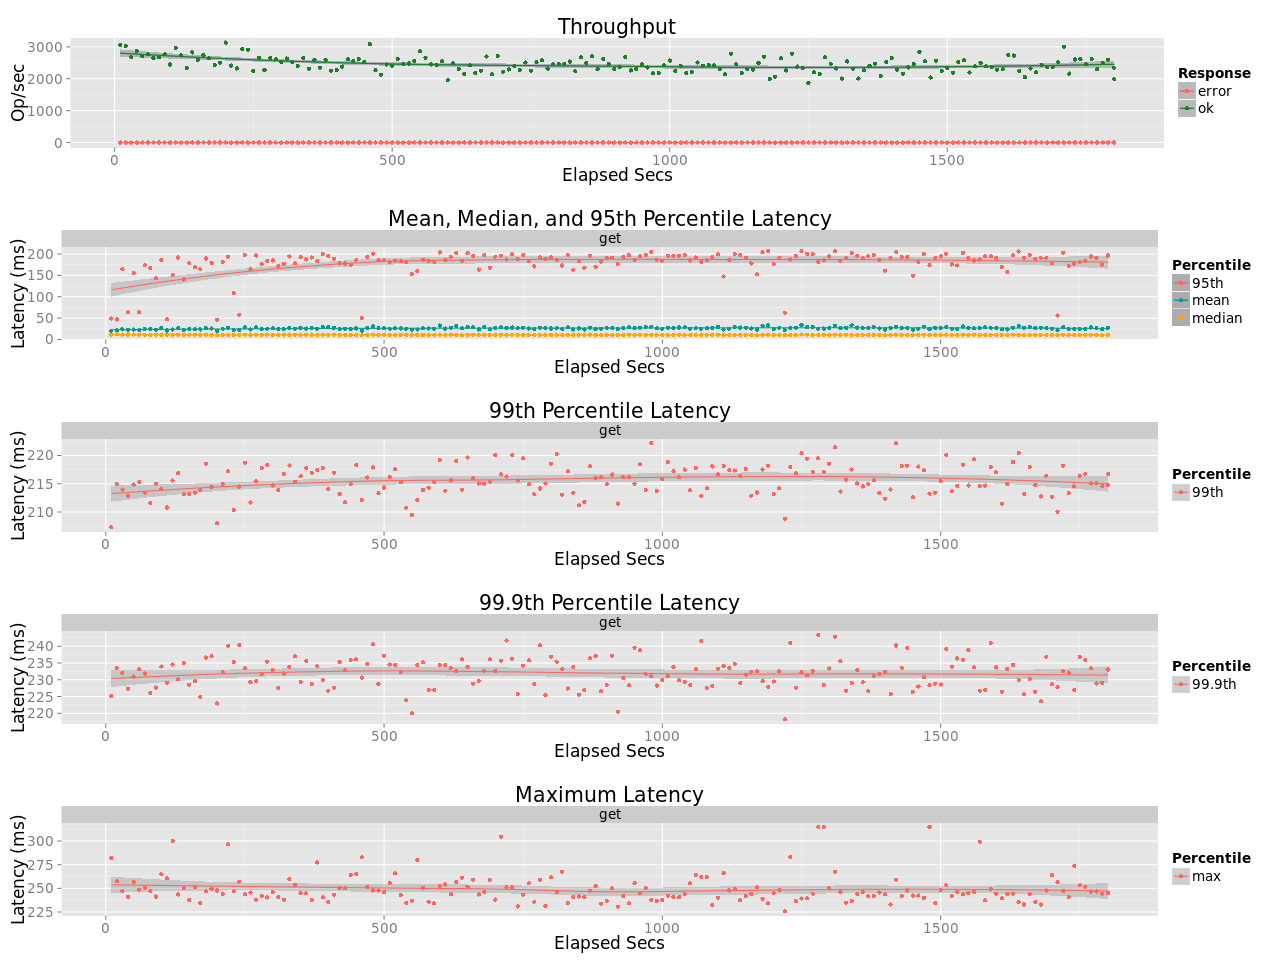 Throughput
3000
2000
1000
0
Op/sec
0 500 1000 1500
Elapsed Secs
Response
error
ok
Mean, Median, and 95th Percentile Latency
get
200
150
100
50
0
Latency (ms)
0 500 1000 1500
Elapsed Secs
Percentile
95th
mean
median
99th Percentile Latency
get
220
215
210
Latency (ms)
0 500 1000 1500
Elapsed Secs
Percentile
99th
99.9th Percentile Latency
get
240
235
230
225
220
Latency (ms)
0 500 1000 1500
Elapsed Secs
Percentile
99.9th
Maximum Latency
get
300
275
250
225
Latency (ms)
0 500 1000 1500
Elapsed Secs
Percentile
max